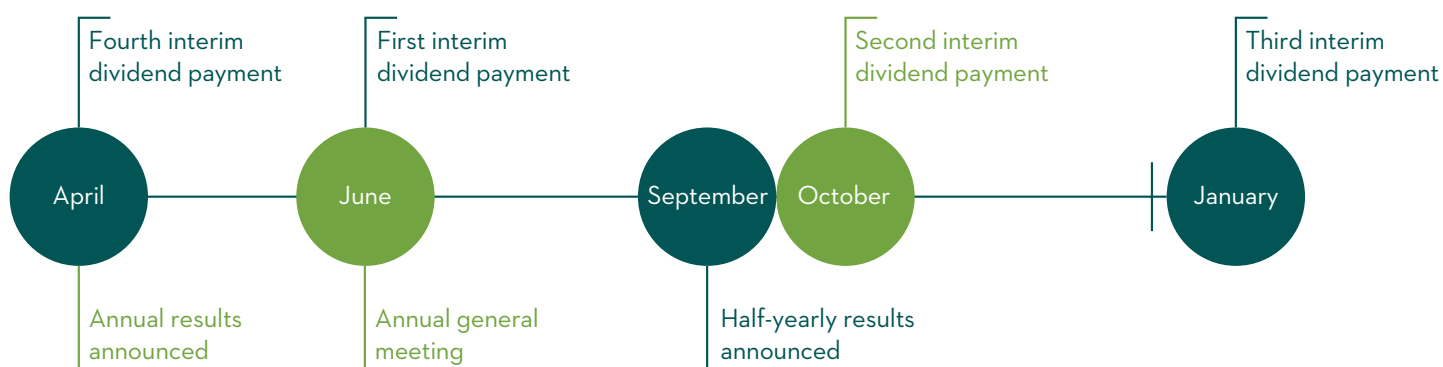 Fourth interim
dividend payment
First interim
dividend payment
Second interim
dividend payment
Third interim
dividend payment
April
June
September
October
January
Annual results
announced
Annual general
meeting
Half-yearly results
announced